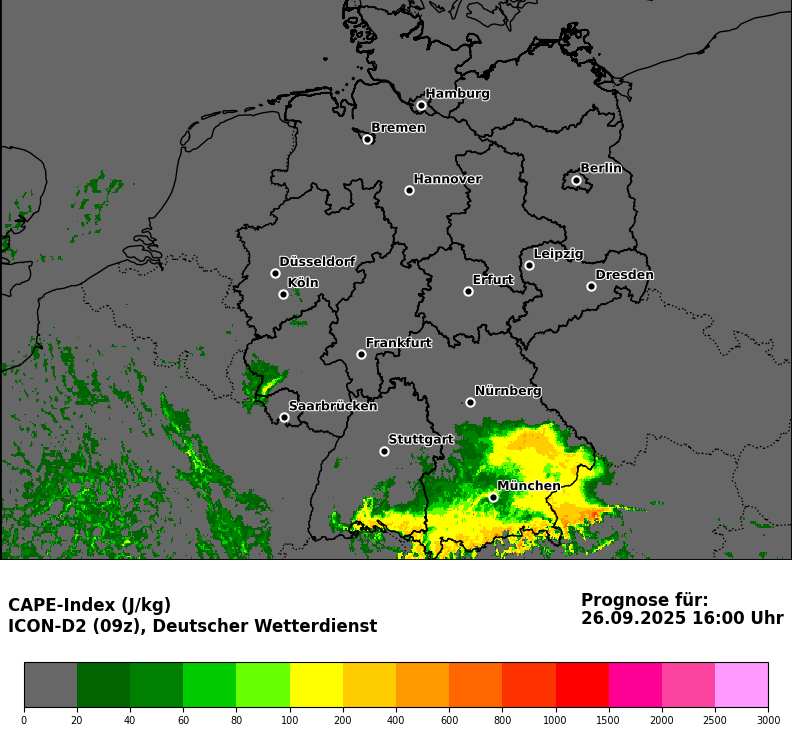 Hamburg
Bremen
Berlin
Hannover
Leipzig
Düsseldorf
Dresden
Köln
Erfurt
Frankfurt
Nürnberg
Saarbrücken
Stuttgart
München
CAPE-Index (J/kg)
ICON-D2 (09z), Deutscher Wetterdienst
Prognose für:
26.09.2025 16:00 Uhr
0 20 40 60 80 100 200 400 600 800 1000 1500 2000 2500 3000